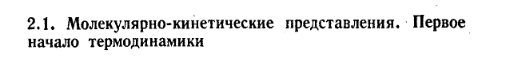 2.1. Молекулярно-кинетические представления. Первое
начало термодинамики